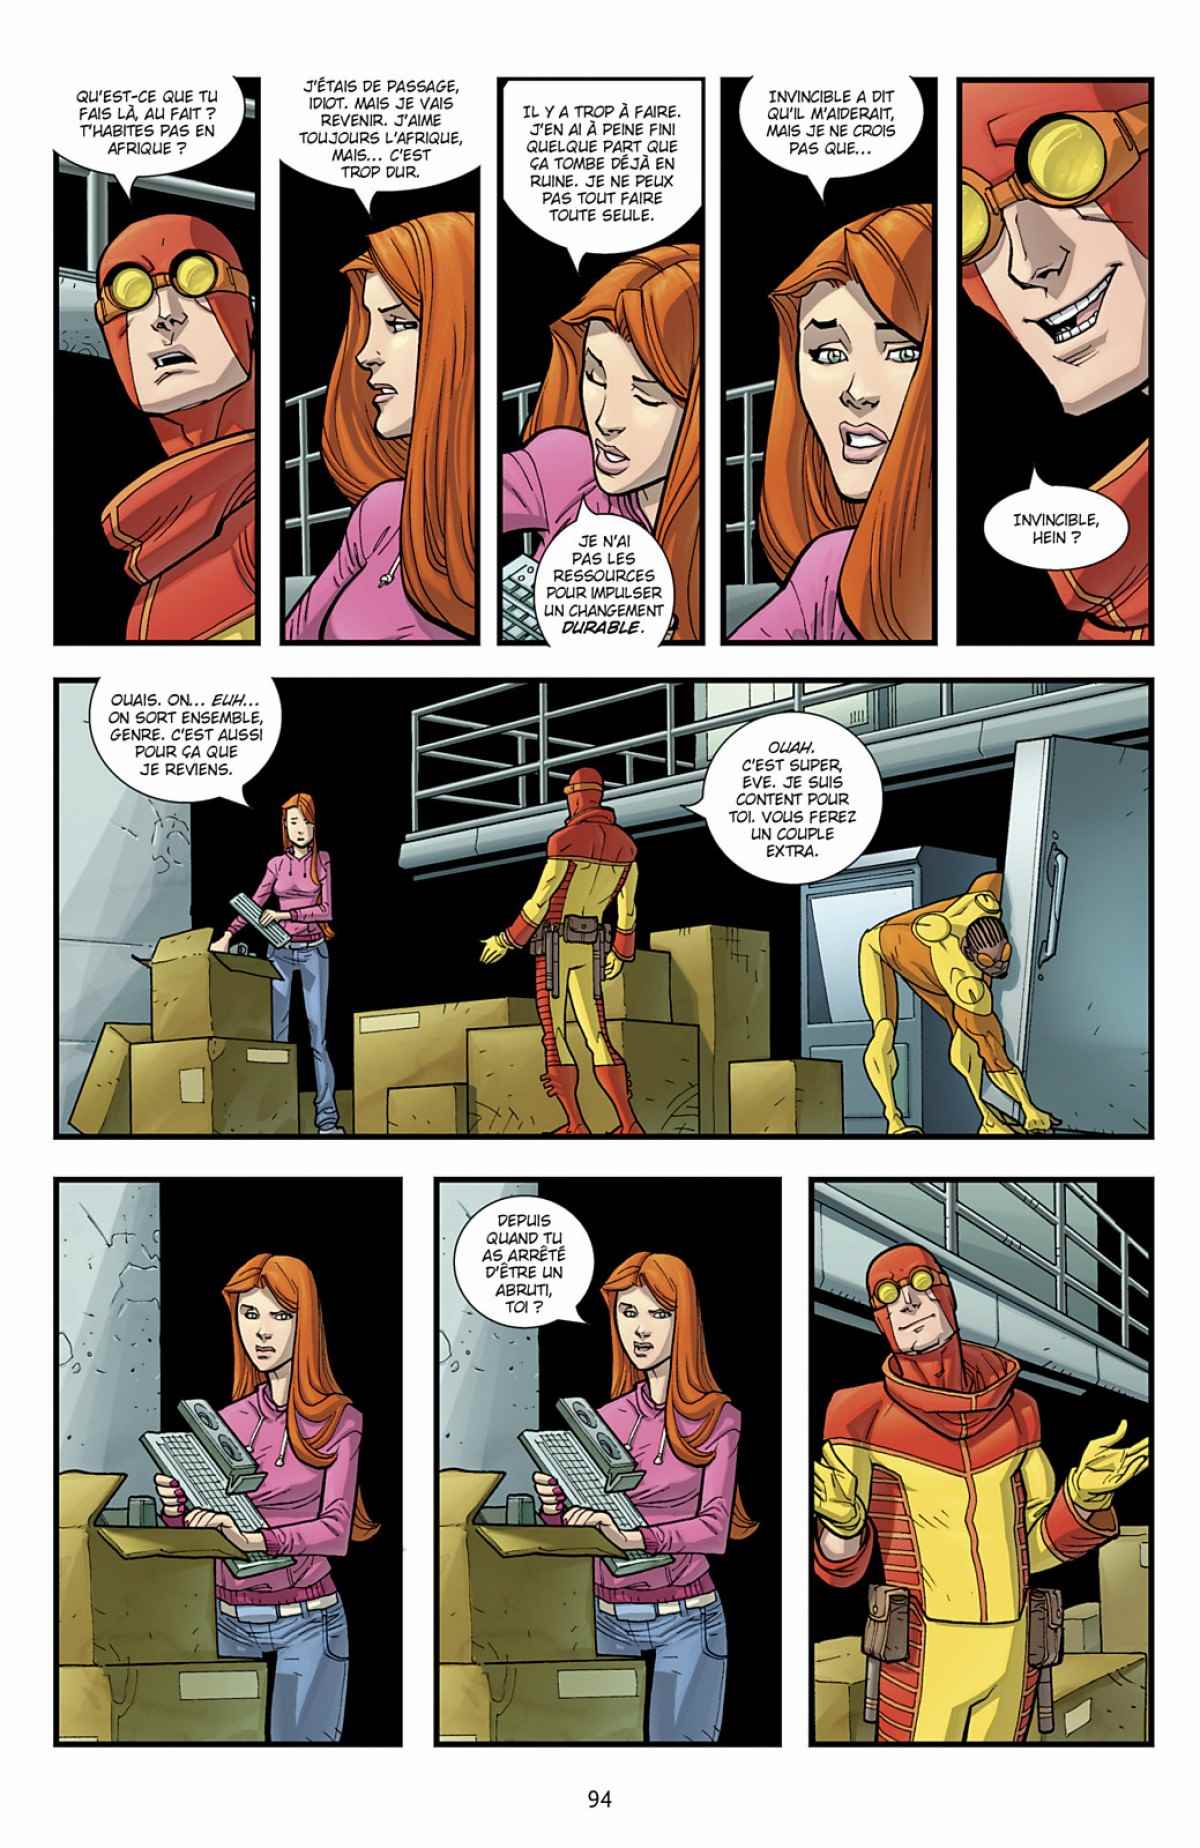 QU'EST-CE QUE TU
FAIS LÀ, AU FAIT ?
T'HABITES PAS EN
AFRIQUE ?
J'ÉTAIS DE PASSAGE,
IDIOT. MAIS JE VAIS
REVENIR. J'AIME
TOUJOURS L'AFRIQUE,
MAIS... C'EST
TROP DUR.
IL Y A TROP À FAIRE.
J'EN AI À PEINE FINI
QUELQUE PART QUE
ÇA TOMBE DÉJÀ EN
RUINE. JE NE PEUX
PAS TOUT FAIRE
TOUTE SEULE.
JE N'AI
PAS LES
RESSOURCES
POUR IMPULSER
UN CHANGEMENT
DURABLE.
INVINCIBLE A DIT
QU'IL M'AIDERAIT,
MAIS JE NE CROIS
PAS QUE...
INVINCIBLE,
HEIN ?
OUAIS. ON... EUH...
ON SORT ENSEMBLE,
GENRE. C'EST AUSSI
POUR ÇA QUE
JE REVIENS.
OUAH.
C'EST SUPER,
EVE. JE SUIS
CONTENT POUR
TOI. VOUS FEREZ
UN COUPLE
EXTRA.
DEPUIS
QUAND TU
AS ARRÊTÉ
D'ÊTRE UN
ABRUTI,
TOI ?
94